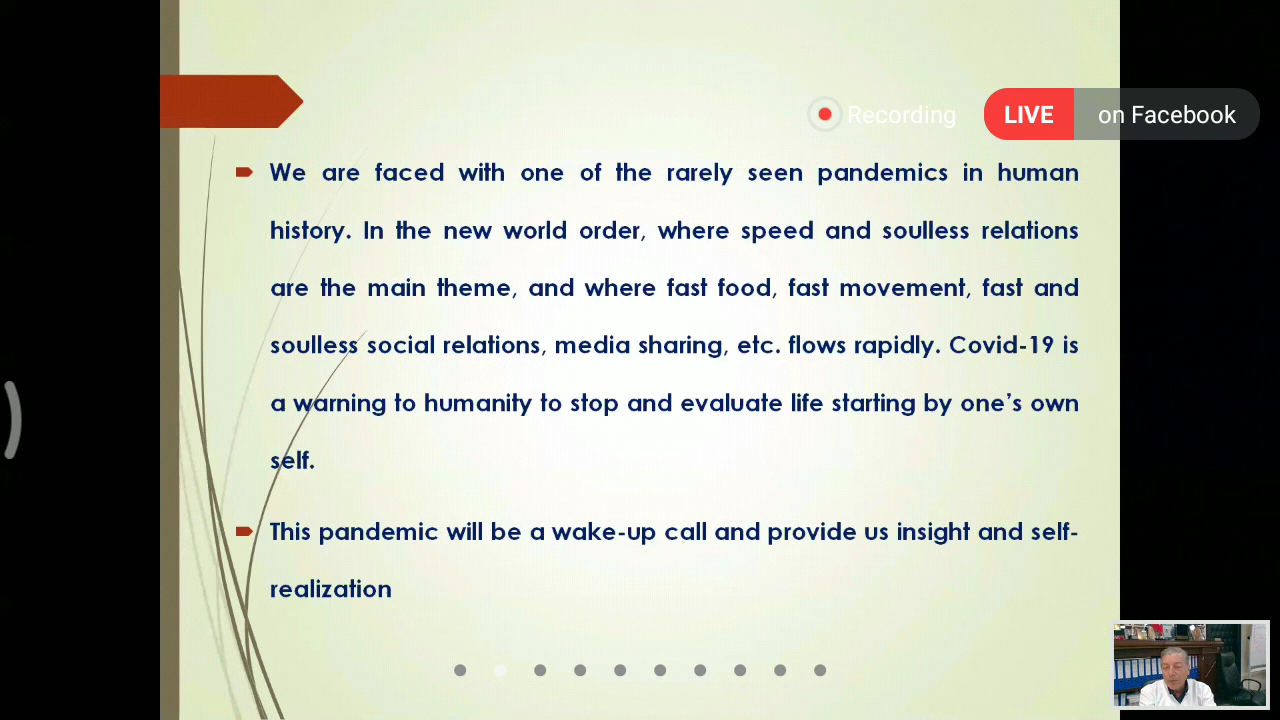 Recording
LIVE on Facebook
We are faced with one of the rarely seen pandemics in human
history. In the new world order, where speed and soulless relations
are the main theme, and where fast food, fast movement, fast and
soulless social relations, media sharing, etc. flows rapidly. Covid-19 is
a warning to humanity to stop and evaluate life starting by one's own
self.
This pandemic will be a wake-up call and provide us insight and self-
realization